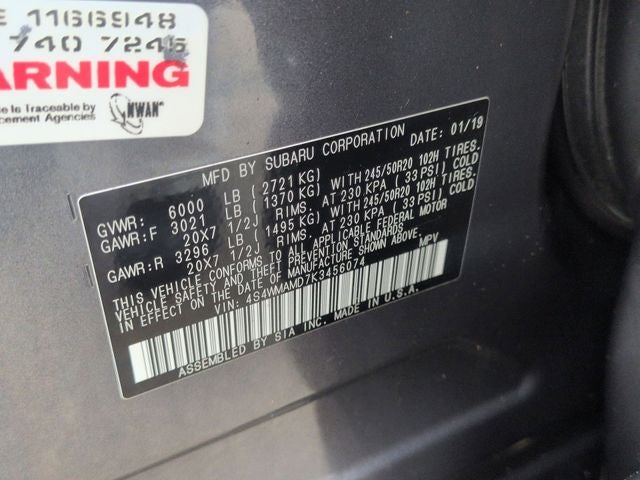 E 1166948
740 7245
ARNING
le is Traceable by
cement Agencies
NWAN
MFD BY SUBARU CORPORATION DATE: 01/19
GVWR: 6000 LB (2721 KG)
GAWR:F 3021 LB (1370 KG) WITH 245/50R20 102H TIRES.
20X7 1/2J RIMS. AT 230 KPA (33 PSI) COLD
GAWR:R 3296 LB (1495 KG) WITH 245/50R20 102H TIRES.
20X7 1/2J RIMS. AT 230 KPA (33 PSI) COLD
THIS VEHICLE CONFORMS TO ALL APPLICABLE FEDERAL MOTOR
VEHICLE SAFETY AND THEFT PREVENTION STANDARDS
IN EFFECT ON THE DATE OF MANUFACTURE SHOWN ABOVE.
VIN: 4S4WMAMD7K3456074 MPV
ASSEMBLED BY SIA INC. MADE IN U.S.A.